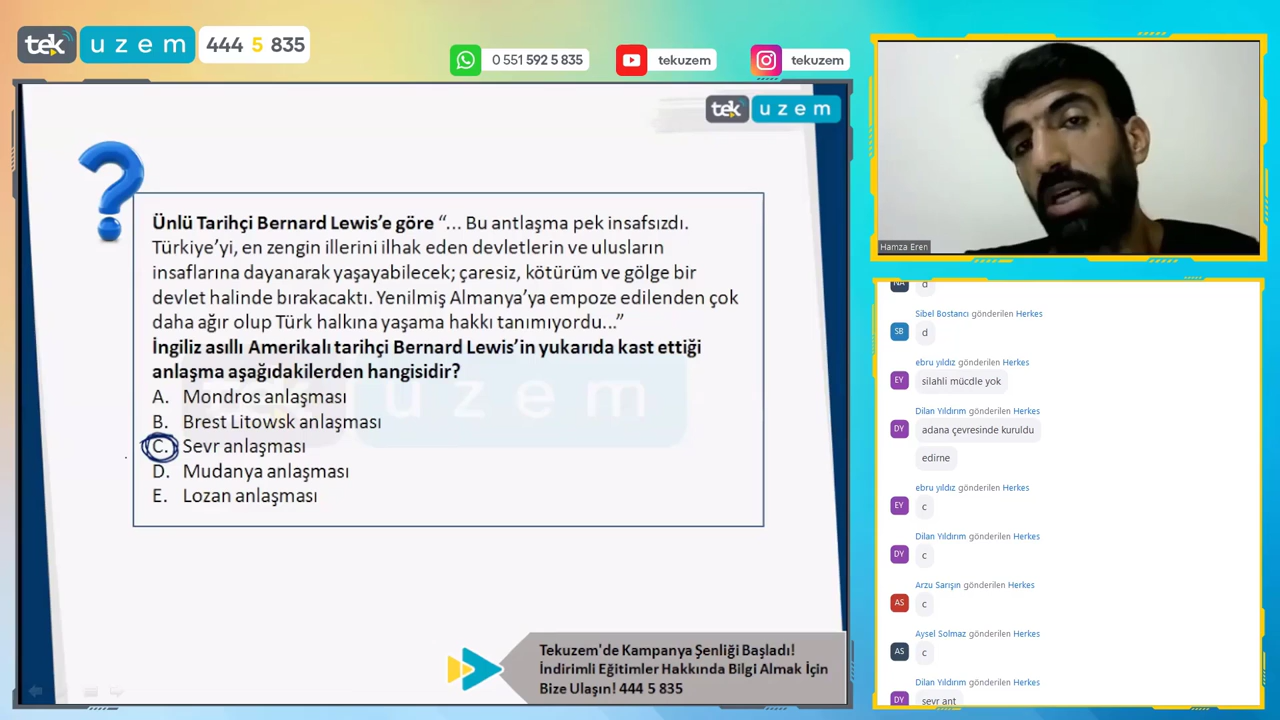 tek uzem 444 5 835
0 551 592 5 835
tekuzem
tekuzem
tek uzem
Ünlü Tarihçi Bernard Lewis’e göre “... Bu antlaşma pek insafsızdı.
Türkiye’yi, en zengin illerini ilhak eden devletlerin ve ulusların
insaflarına dayanarak yaşayabilecek; çaresiz, kötürüm ve gölge bir
devlet halinde bırakacaktı. Yenilmiş Almanya’ya empoze edilenden çok
daha ağır olup Türk halkına yaşama hakkı tanımıyordu...”
İngiliz asıllı Amerikalı tarihçi Bernard Lewis’in yukarıda kast ettiği
anlaşma aşağıdakilerden hangisidir?
A. Mondros anlaşması
B. Brest Litowsk anlaşması
C. Sevr anlaşması
D. Mudanya anlaşması
E. Lozan anlaşması
uzem
Tekuzem'de Kampanya Şenliği Başladı!
İndirimli Eğitimler Hakkında Bilgi Almak İçin
Bize Ulaşın! 444 5 835
Hamza Eren
NA d
Sibel Bostancı gönderilen Herkes
SB d
ebru yıldız gönderilen Herkes
EY silahli mücdle yok
Dilan Yıldırım gönderilen Herkes
DY adana çevresinde kuruldu
edirne
ebru yıldız gönderilen Herkes
EY c
Dilan Yıldırım gönderilen Herkes
DY c
Arzu Sarışın gönderilen Herkes
AS c
Aysel Solmaz gönderilen Herkes
AS c
Dilan Yıldırım gönderilen Herkes
DY sevr ant